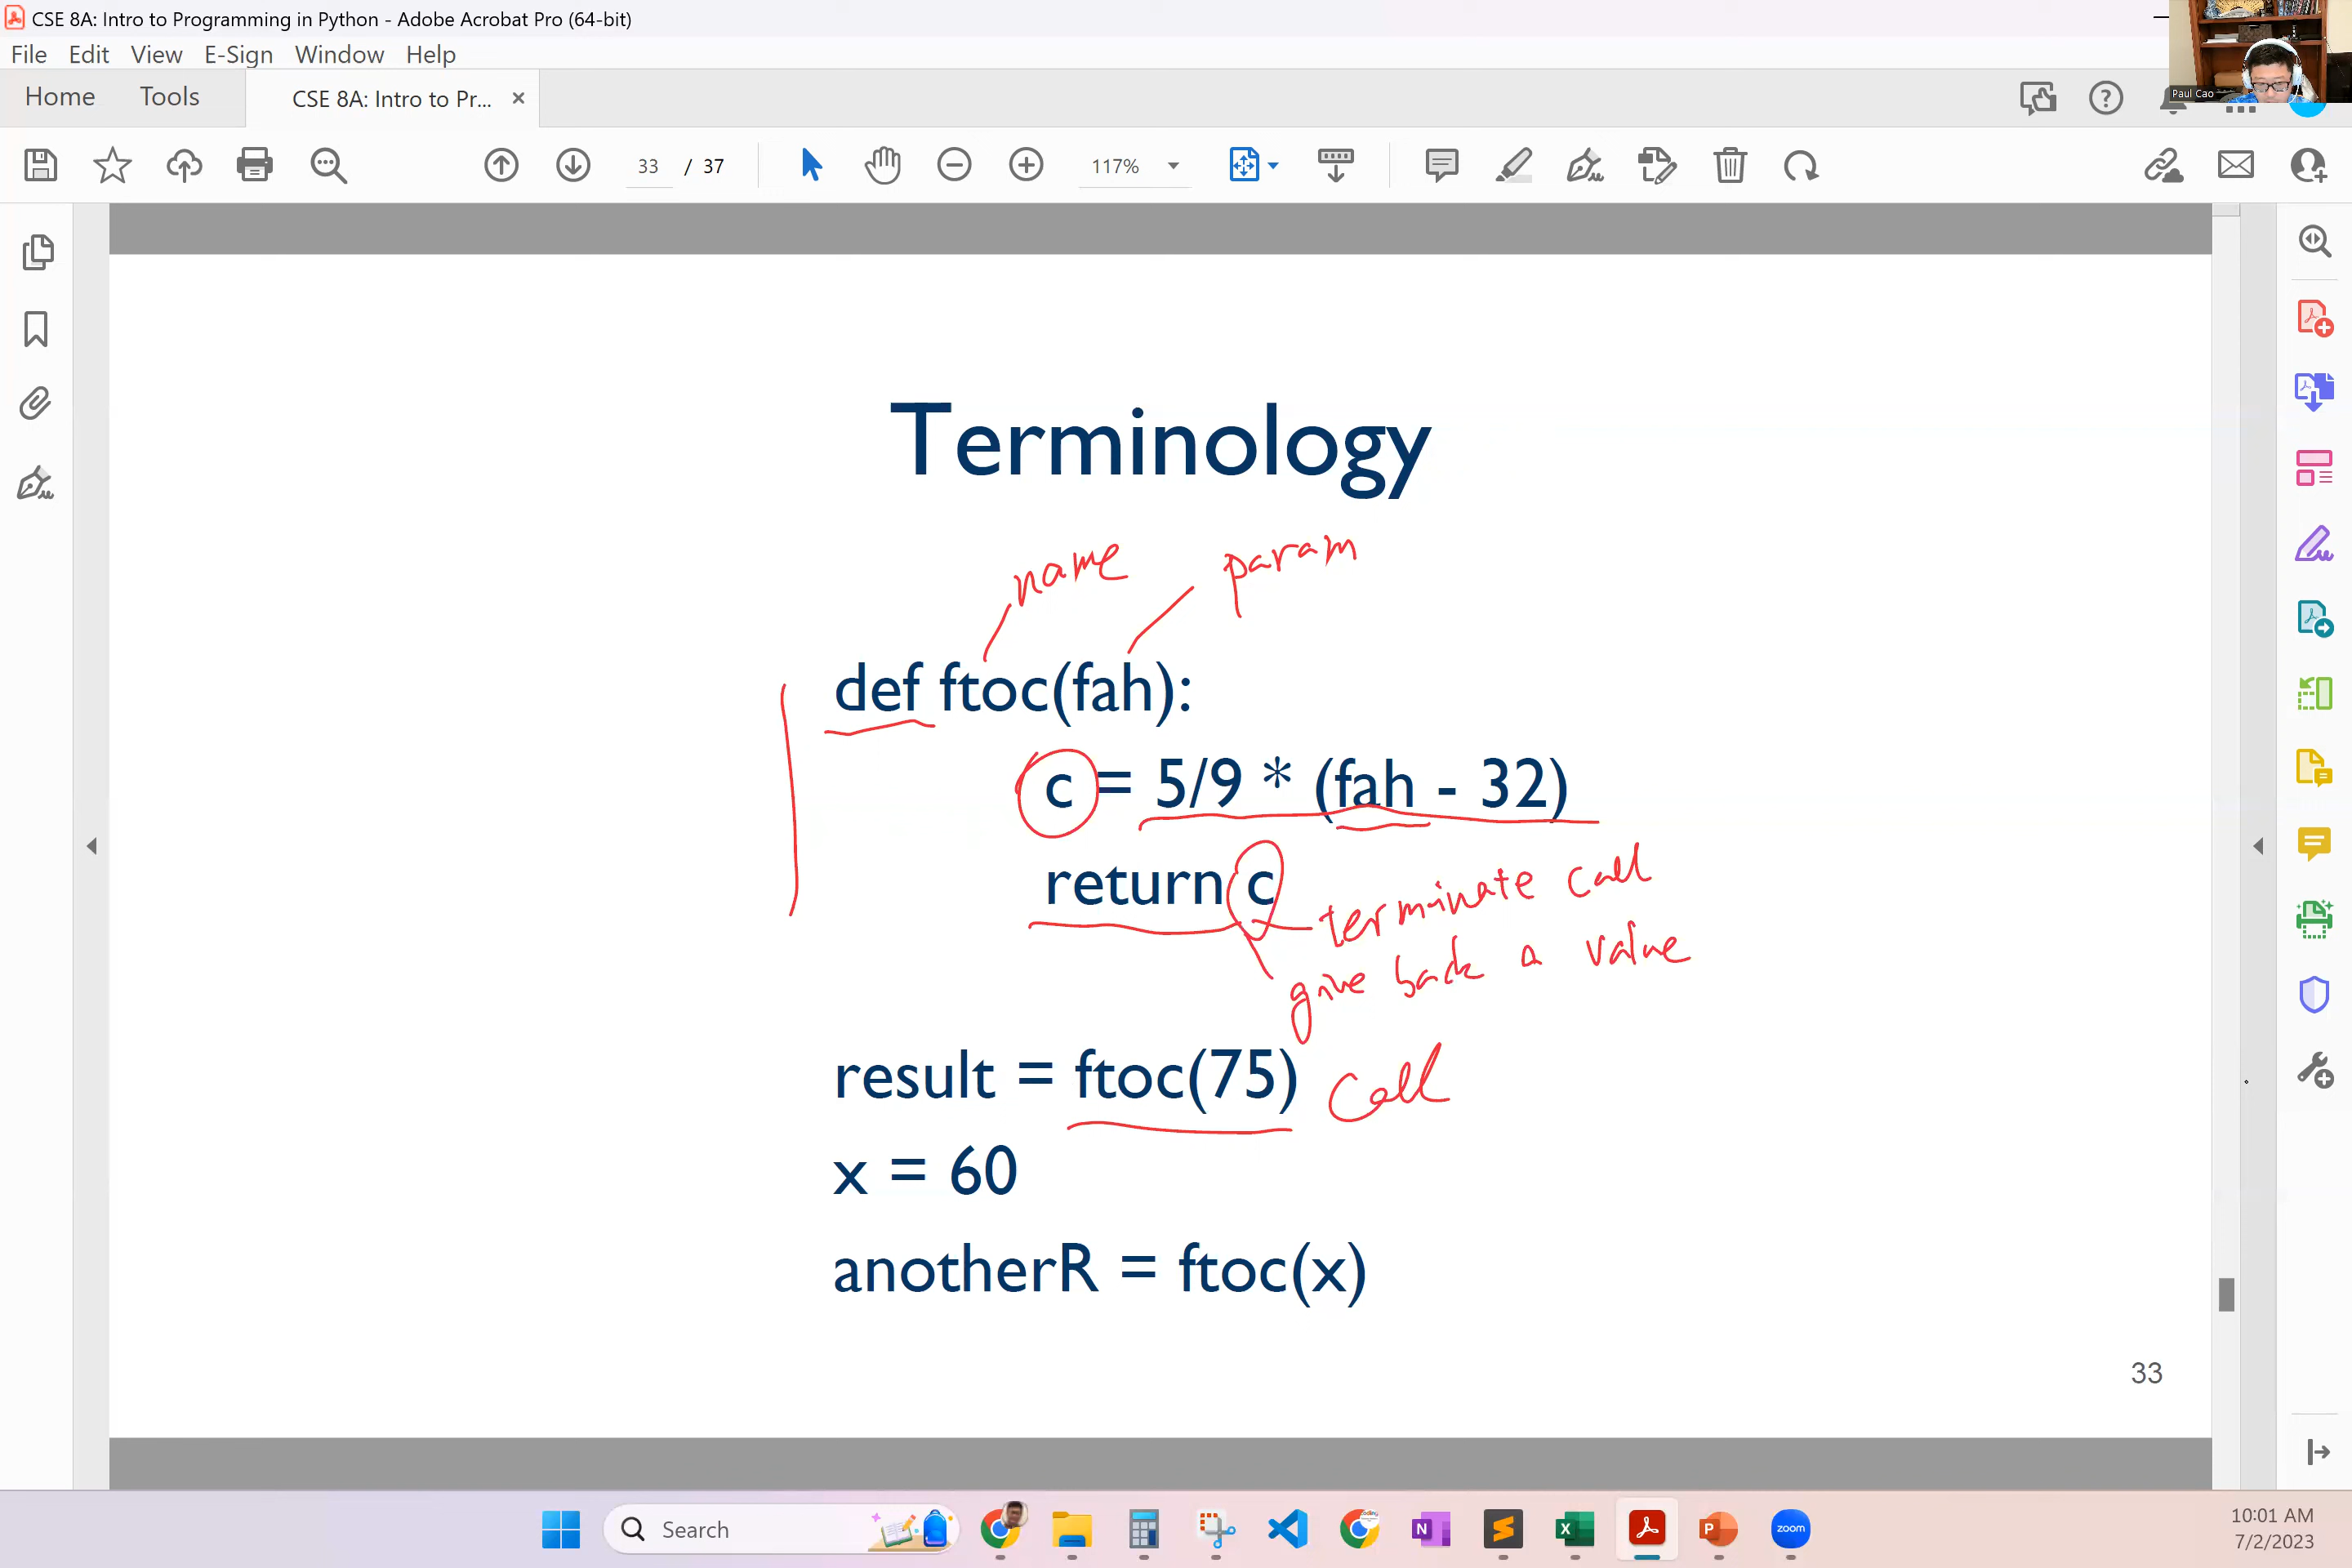 CSE 8A: Intro to Programming in Python - Adobe Acrobat Pro (64-bit)
File Edit View E-Sign Window Help
Home Tools CSE 8A: Intro to Pr... ×
Paul Cao
33 / 37 117%
Terminology
name param
def ftoc(fah):
c = 5/9 * (fah - 32)
return c
terminate call
give back a value
result = ftoc(75) call
x = 60
anotherR = ftoc(x)
33
Search
zoom
10:01 AM
7/2/2023